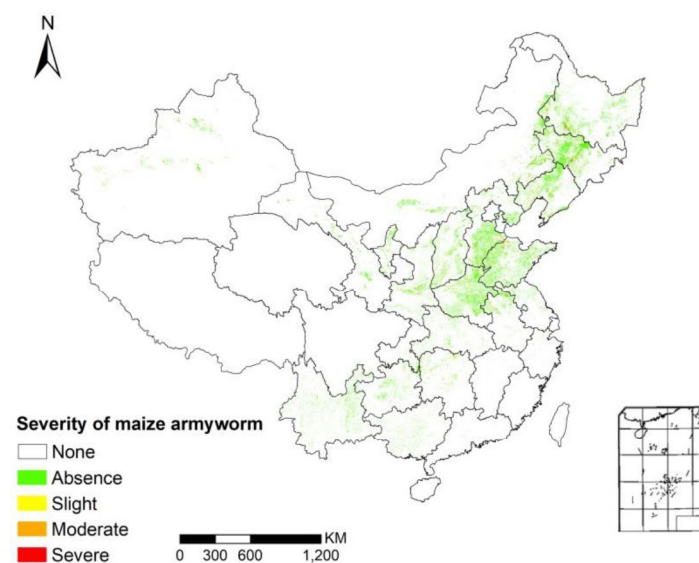 N
Severity of maize armyworm
None
Absence
Slight
Moderate
Severe
KM
0 300 600 1,200